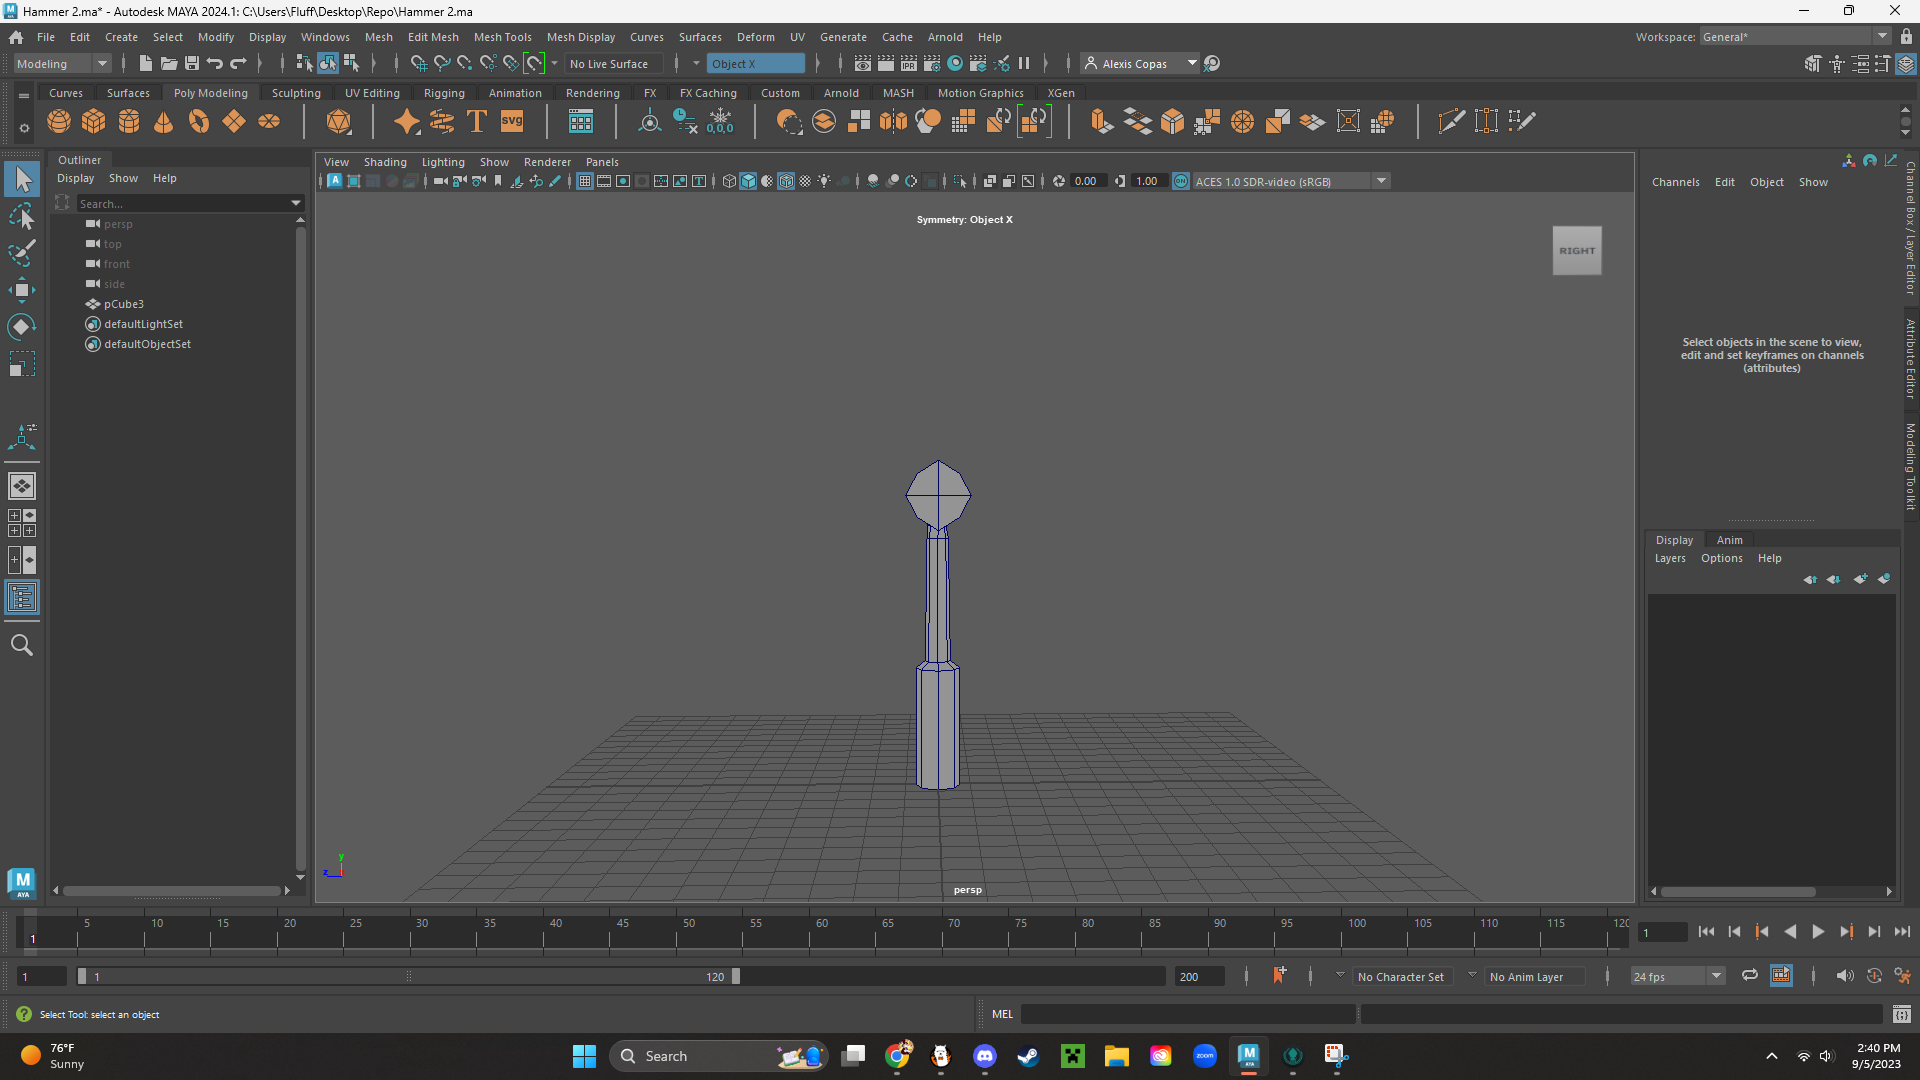 Hammer 2.ma* - Autodesk MAYA 2024.1: C:\Users\Fluff\Desktop\Repo\Hammer 2.ma
File Edit Create Select Modify Display Windows Mesh Edit Mesh Mesh Tools Mesh Display Curves Surfaces Deform UV Generate Cache Arnold Help
Workspace: General*
Modeling
No Live Surface
Object X
IPR
Alexis Copas
Curves Surfaces Poly Modeling Sculpting UV Editing Rigging Animation Rendering FX FX Caching Custom Arnold MASH Motion Graphics XGen
T
SVG
0,0,0
Outliner
Display Show Help
Search...
persp
top
front
side
pCube3
defaultLightSet
defaultObjectSet
View Shading Lighting Show Renderer Panels
0.00
1.00
ON
ACES 1.0 SDR-video (sRGB)
Symmetry: Object X
RIGHT
y
z
persp
Channels Edit Object Show
Select objects in the scene to view,
edit and set keyframes on channels
(attributes)
Channel Box / Layer Editor
Attribute Editor
Modeling Toolkit
Display Anim
Layers Options Help
M
AYA
5 10 15 20 25 30 35 40 45 50 55 60 65 70 75 80 85 90 95 100 105 110 115 120
1
1
1
1
120
200
No Character Set
No Anim Layer
24 fps
Select Tool: select an object
MEL
76°F
Sunny
Search
zoom
M
AYA
2:40 PM
9/5/2023